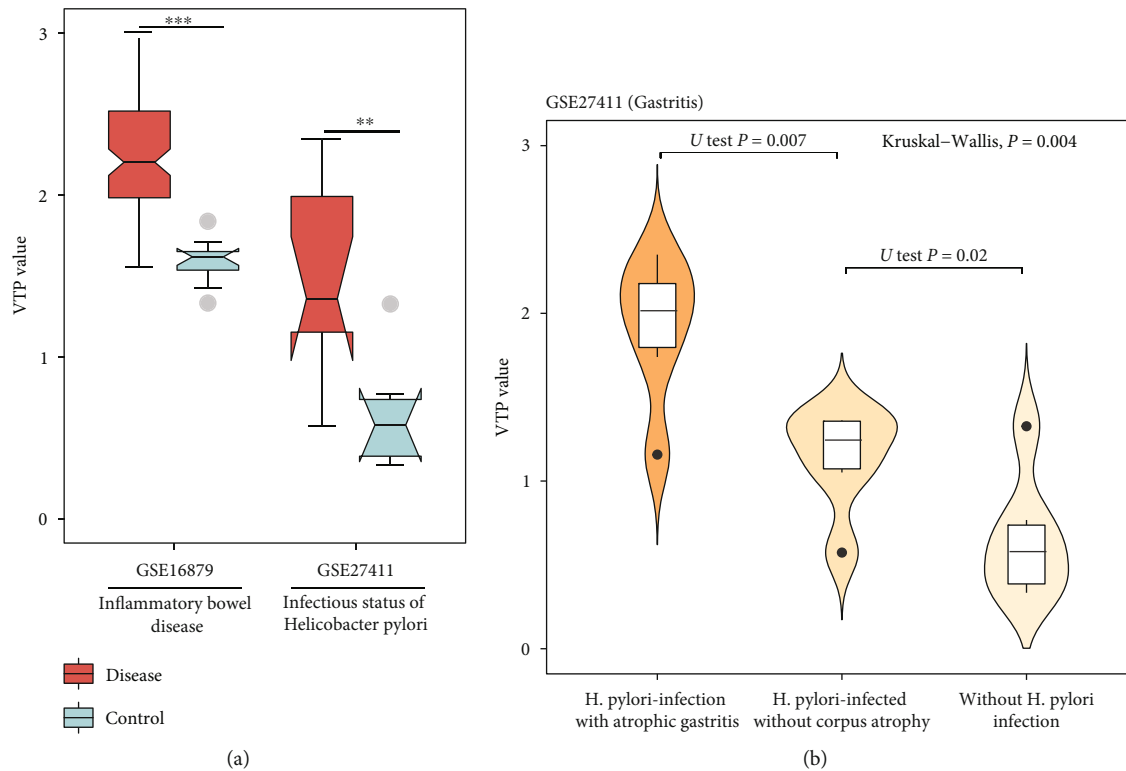 3
2
1
0
VTP value
***
**
GSE16879
Inflammatory bowel
disease
GSE27411
Infectious status of
Helicobacter pylori
Disease
Control
(a)
GSE27411 (Gastritis)
3
2
1
0
VTP value
U test P = 0.007
Kruskal−Wallis, P = 0.004
U test P = 0.02
H. pylori-infection
with atrophic gastritis
H. pylori-infected
without corpus atrophy
Without H. pylori
infection
(b)